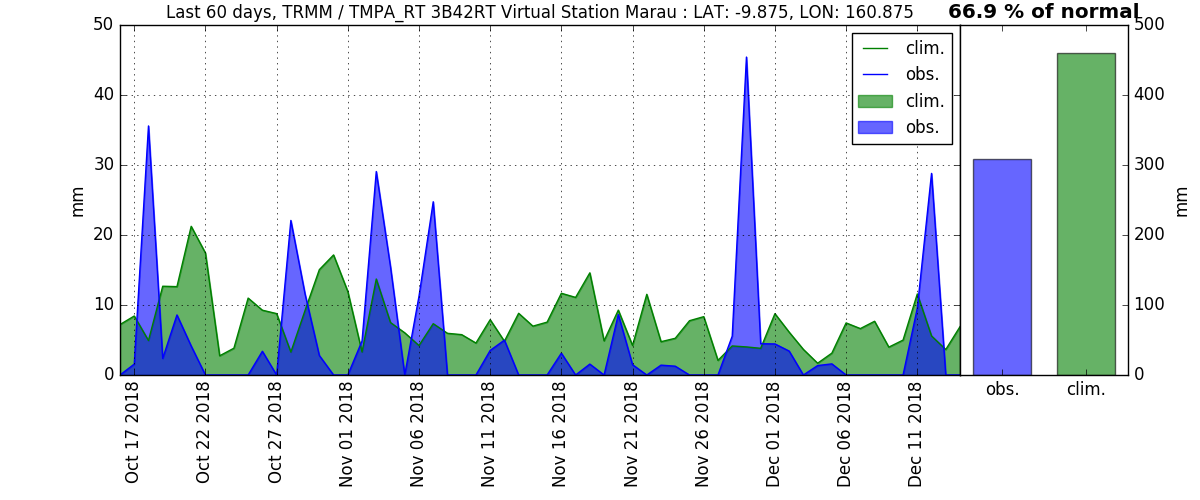 Last 60 days, TRMM / TMPA_RT 3B42RT Virtual Station Marau : LAT: -9.875, LON: 160.875
66.9 % of normal
50
40
30
20
10
0
mm
clim.
obs.
clim.
obs.
500
400
300
200
100
0
mm
Oct 17 2018
Oct 22 2018
Oct 27 2018
Nov 01 2018
Nov 06 2018
Nov 11 2018
Nov 16 2018
Nov 21 2018
Nov 26 2018
Dec 01 2018
Dec 06 2018
Dec 11 2018
obs.
clim.